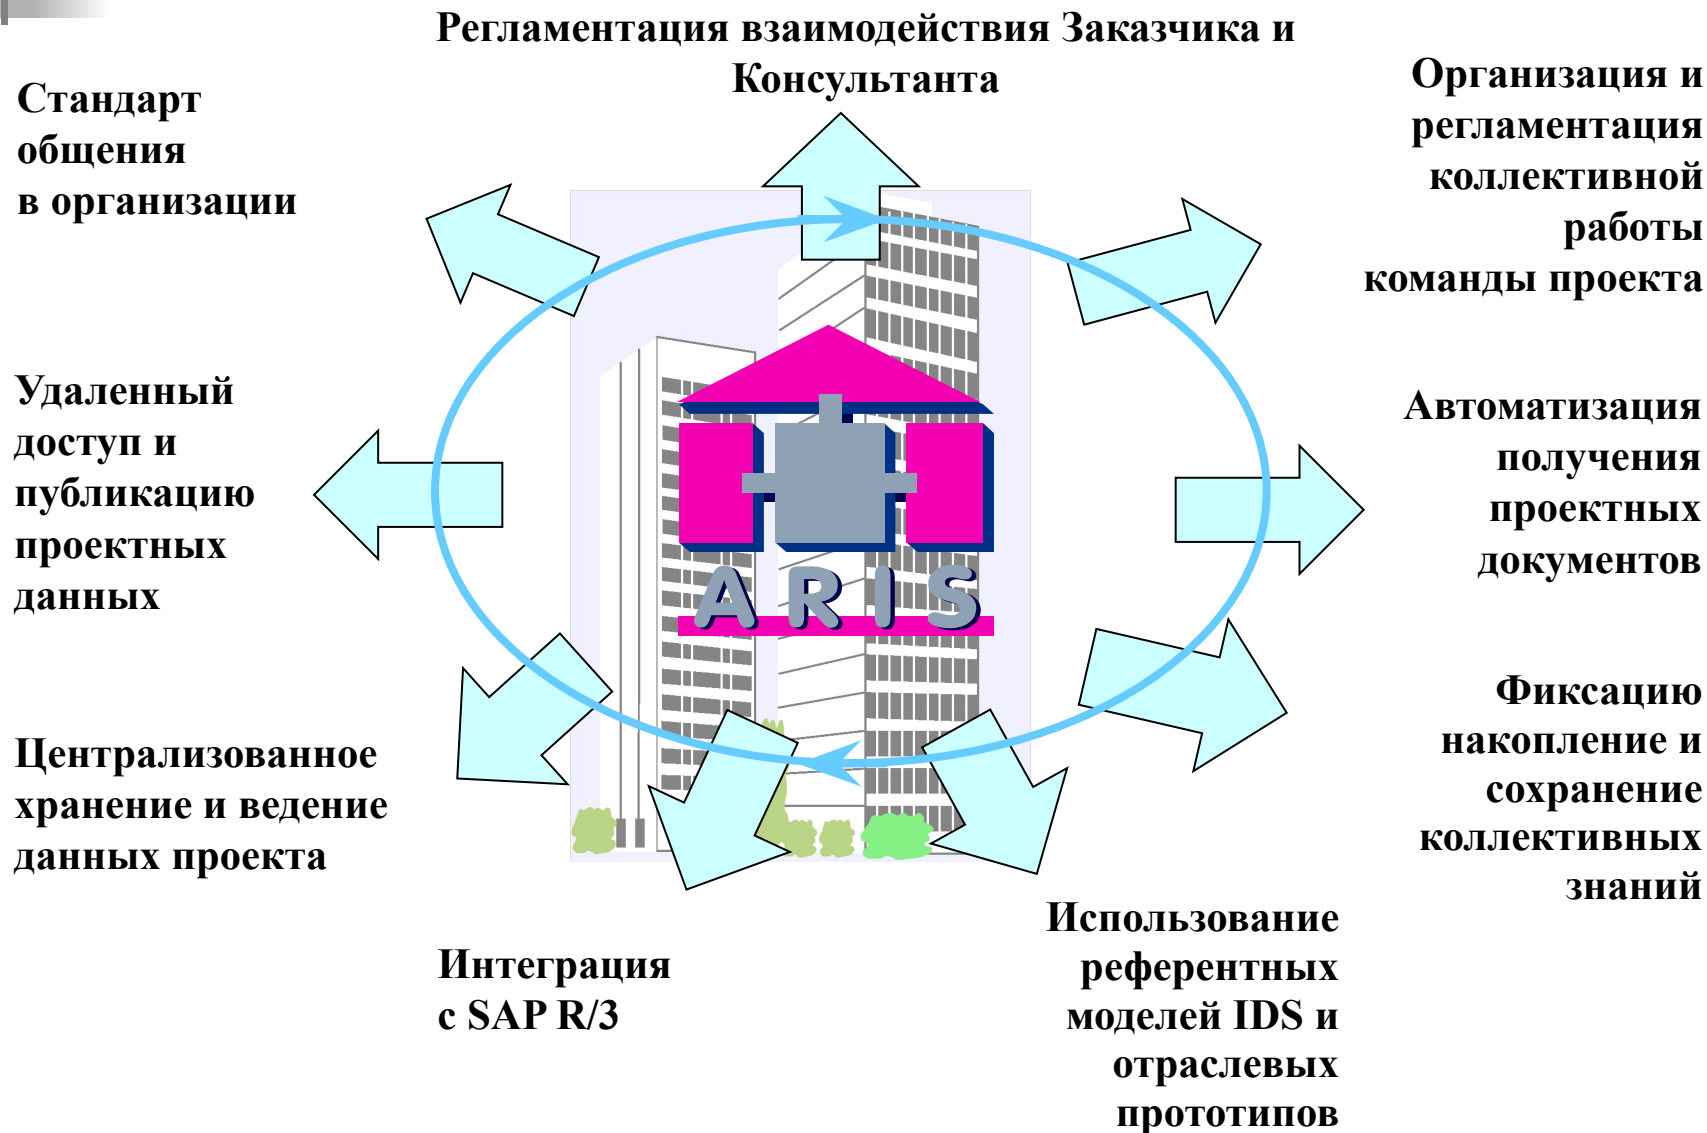 Регламентация взаимодействия Заказчика и
Консультанта
Стандарт
общения
в организации
Организация и
регламентация
коллективной
работы
команды проекта
Удаленный
доступ и
публикацию
проектных
данных
Автоматизация
получения
проектных
документов
ARIS
Централизованное
хранение и ведение
данных проекта
Фиксацию
накопление и
сохранение
коллективных
знаний
Интеграция
с SAP R/3
Использование
референтных
моделей IDS и
отраслевых
прототипов